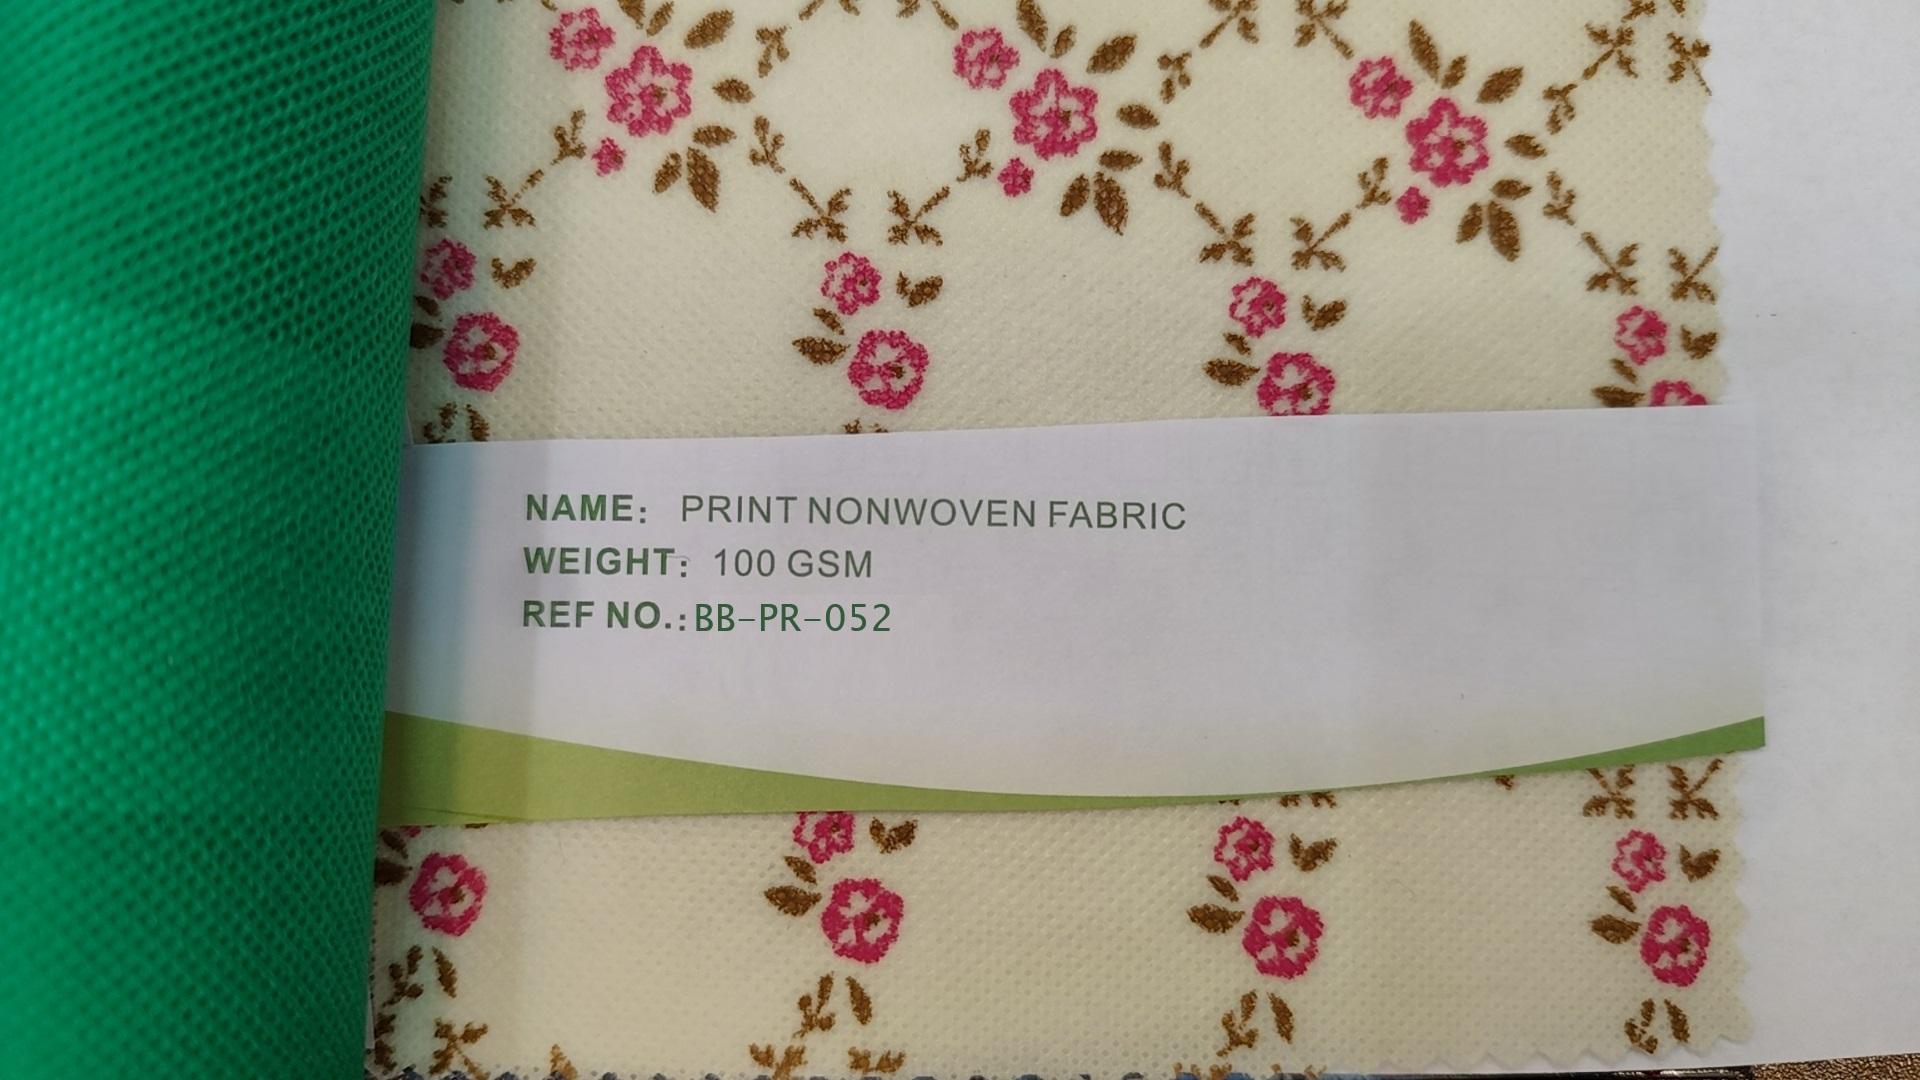 NAME: PRINT NONWOVEN FABRIC
WEIGHT: 100 GSM
REF NO.: BB-PR-052